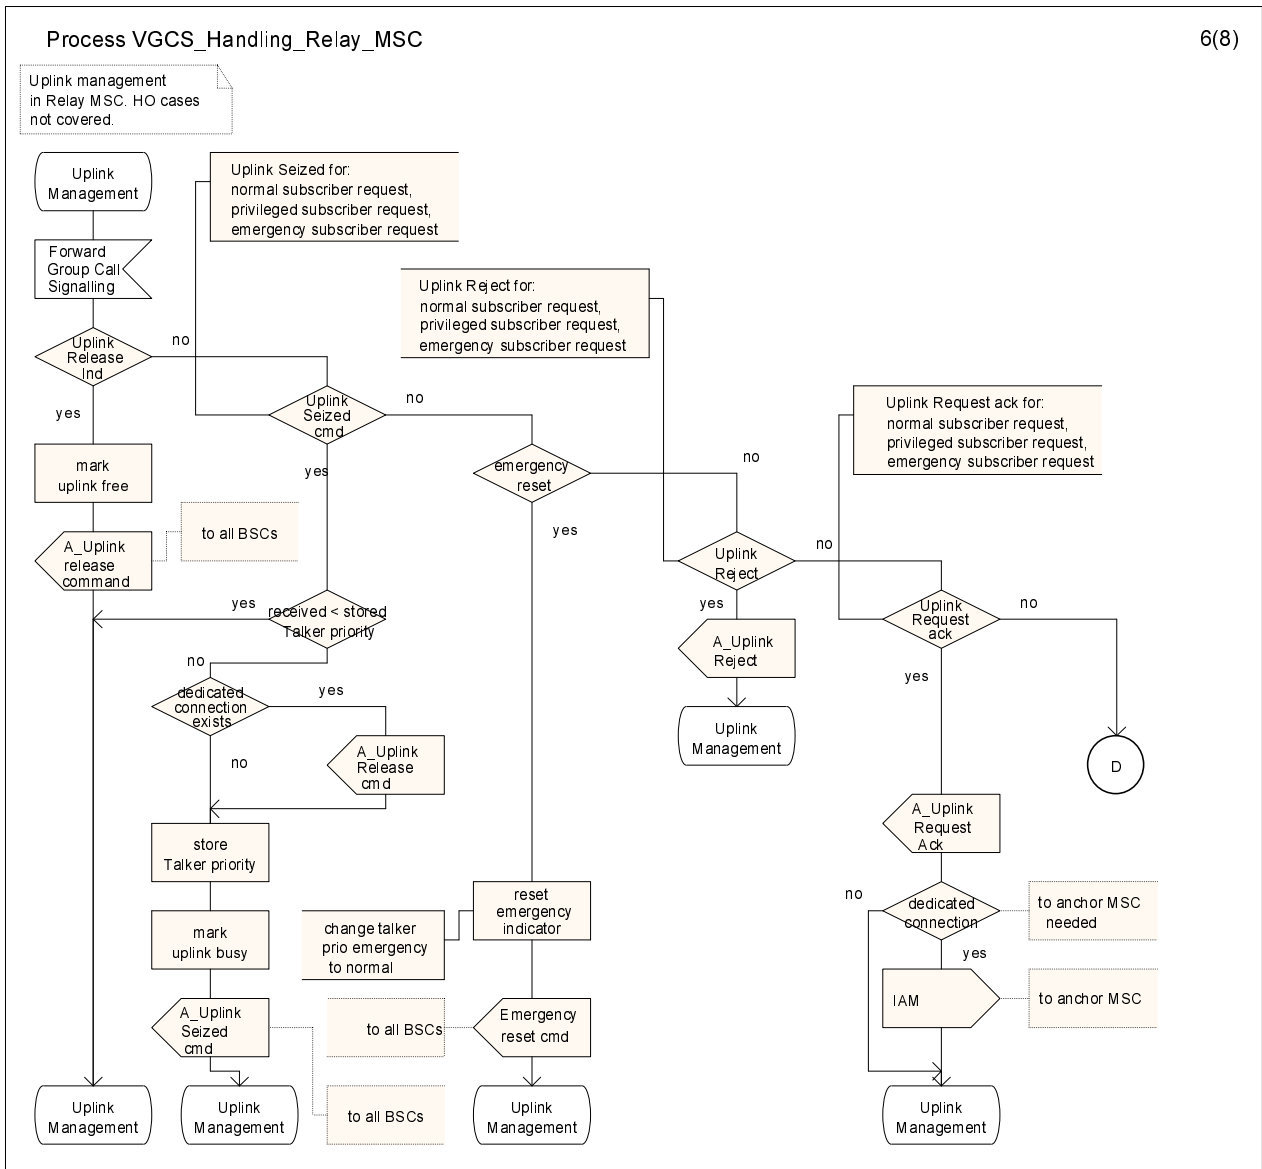 Process VGCS_Handling_Relay_MSC
6(8)
Uplink management
in Relay MSC. HO cases
not covered.
Uplink
Management
Uplink Seized for:
normal subscriber request,
privileged subscriber request,
emergency subscriber request
Forward
Group Call
Signalling
Uplink Reject for:
normal subscriber request,
privileged subscriber request,
emergency subscriber request
Uplink
Release
Ind
no
yes
Uplink
Seized
cmd
no
yes
Uplink Request ack for:
normal subscriber request,
privileged subscriber request,
emergency subscriber request
mark
uplink free
emergency
reset
no
yes
A_Uplink
release
command
to all BSCs
Uplink
Reject
no
yes
received < stored
Talker priority
yes
no
Uplink
Request
ack
no
yes
A_Uplink
Reject
dedicated
connection
exists
yes
no
Uplink
Management
A_Uplink
Release
cmd
D
A_Uplink
Request
Ack
store
Talker priority
reset
emergency
indicator
change talker
prio emergency
to normal
dedicated
connection
no
yes
to anchor MSC
needed
mark
uplink busy
IAM
to anchor MSC
A_Uplink
Seized
cmd
to all BSCs
Emergency
reset cmd
Uplink
Management
Uplink
Management
to all BSCs
Uplink
Management
Uplink
Management